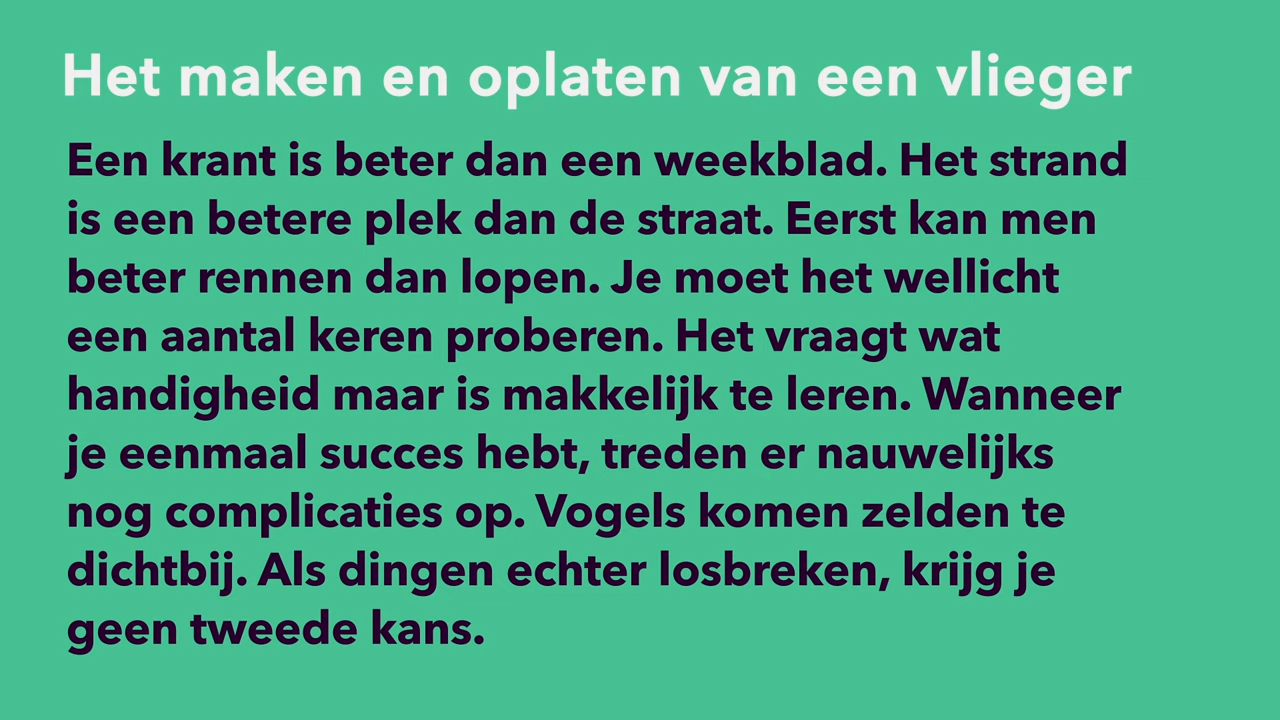 Het maken en oplaten van een vlieger
Een krant is beter dan een weekblad. Het strand
is een betere plek dan de straat. Eerst kan men
beter rennen dan lopen. Je moet het wellicht
een aantal keren proberen. Het vraagt wat
handigheid maar is makkelijk te leren. Wanneer
je eenmaal succes hebt, treden er nauwelijks
nog complicaties op. Vogels komen zelden te
dichtbij. Als dingen echter losbreken, krijg je
geen tweede kans.